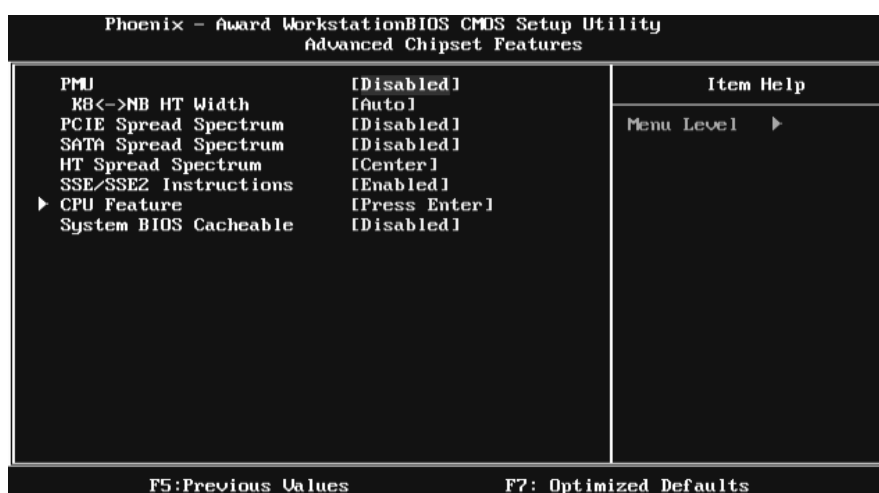 Phoenix - Award WorkstationBIOS CMOS Setup Utility
Advanced Chipset Features
PMU [Disabled]
K8<->NB HT Width [Auto]
PCIE Spread Spectrum [Disabled]
SATA Spread Spectrum [Disabled]
HT Spread Spectrum [Center]
SSE/SSE2 Instructions [Enabled]
▶ CPU Feature [Press Enter]
System BIOS Cacheable [Disabled]
Item Help
Menu Level ▶
F5:Previous Values F7: Optimized Defaults